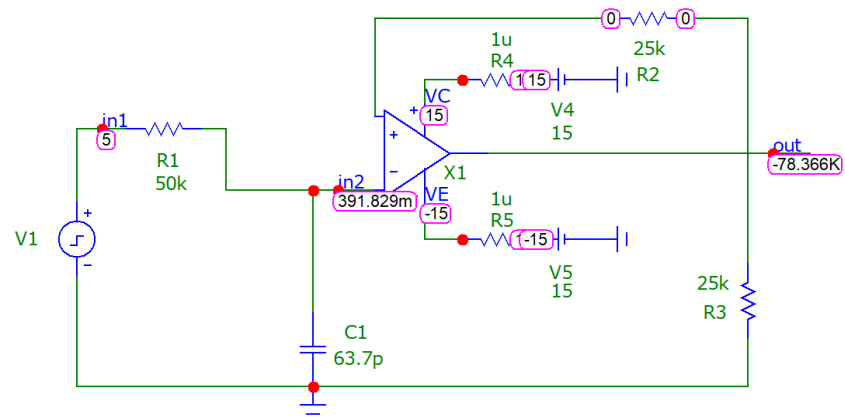 0
0
1u
25k
R4
R2
1
15
VC
+
15
V4
in1
+
15
5
out
R1
-78.366K
50k
−
X1
in2
VE
1u
391.829m
-15
R5
+
V1
1
-15
−
V5
25k
15
R3
C1
63.7p